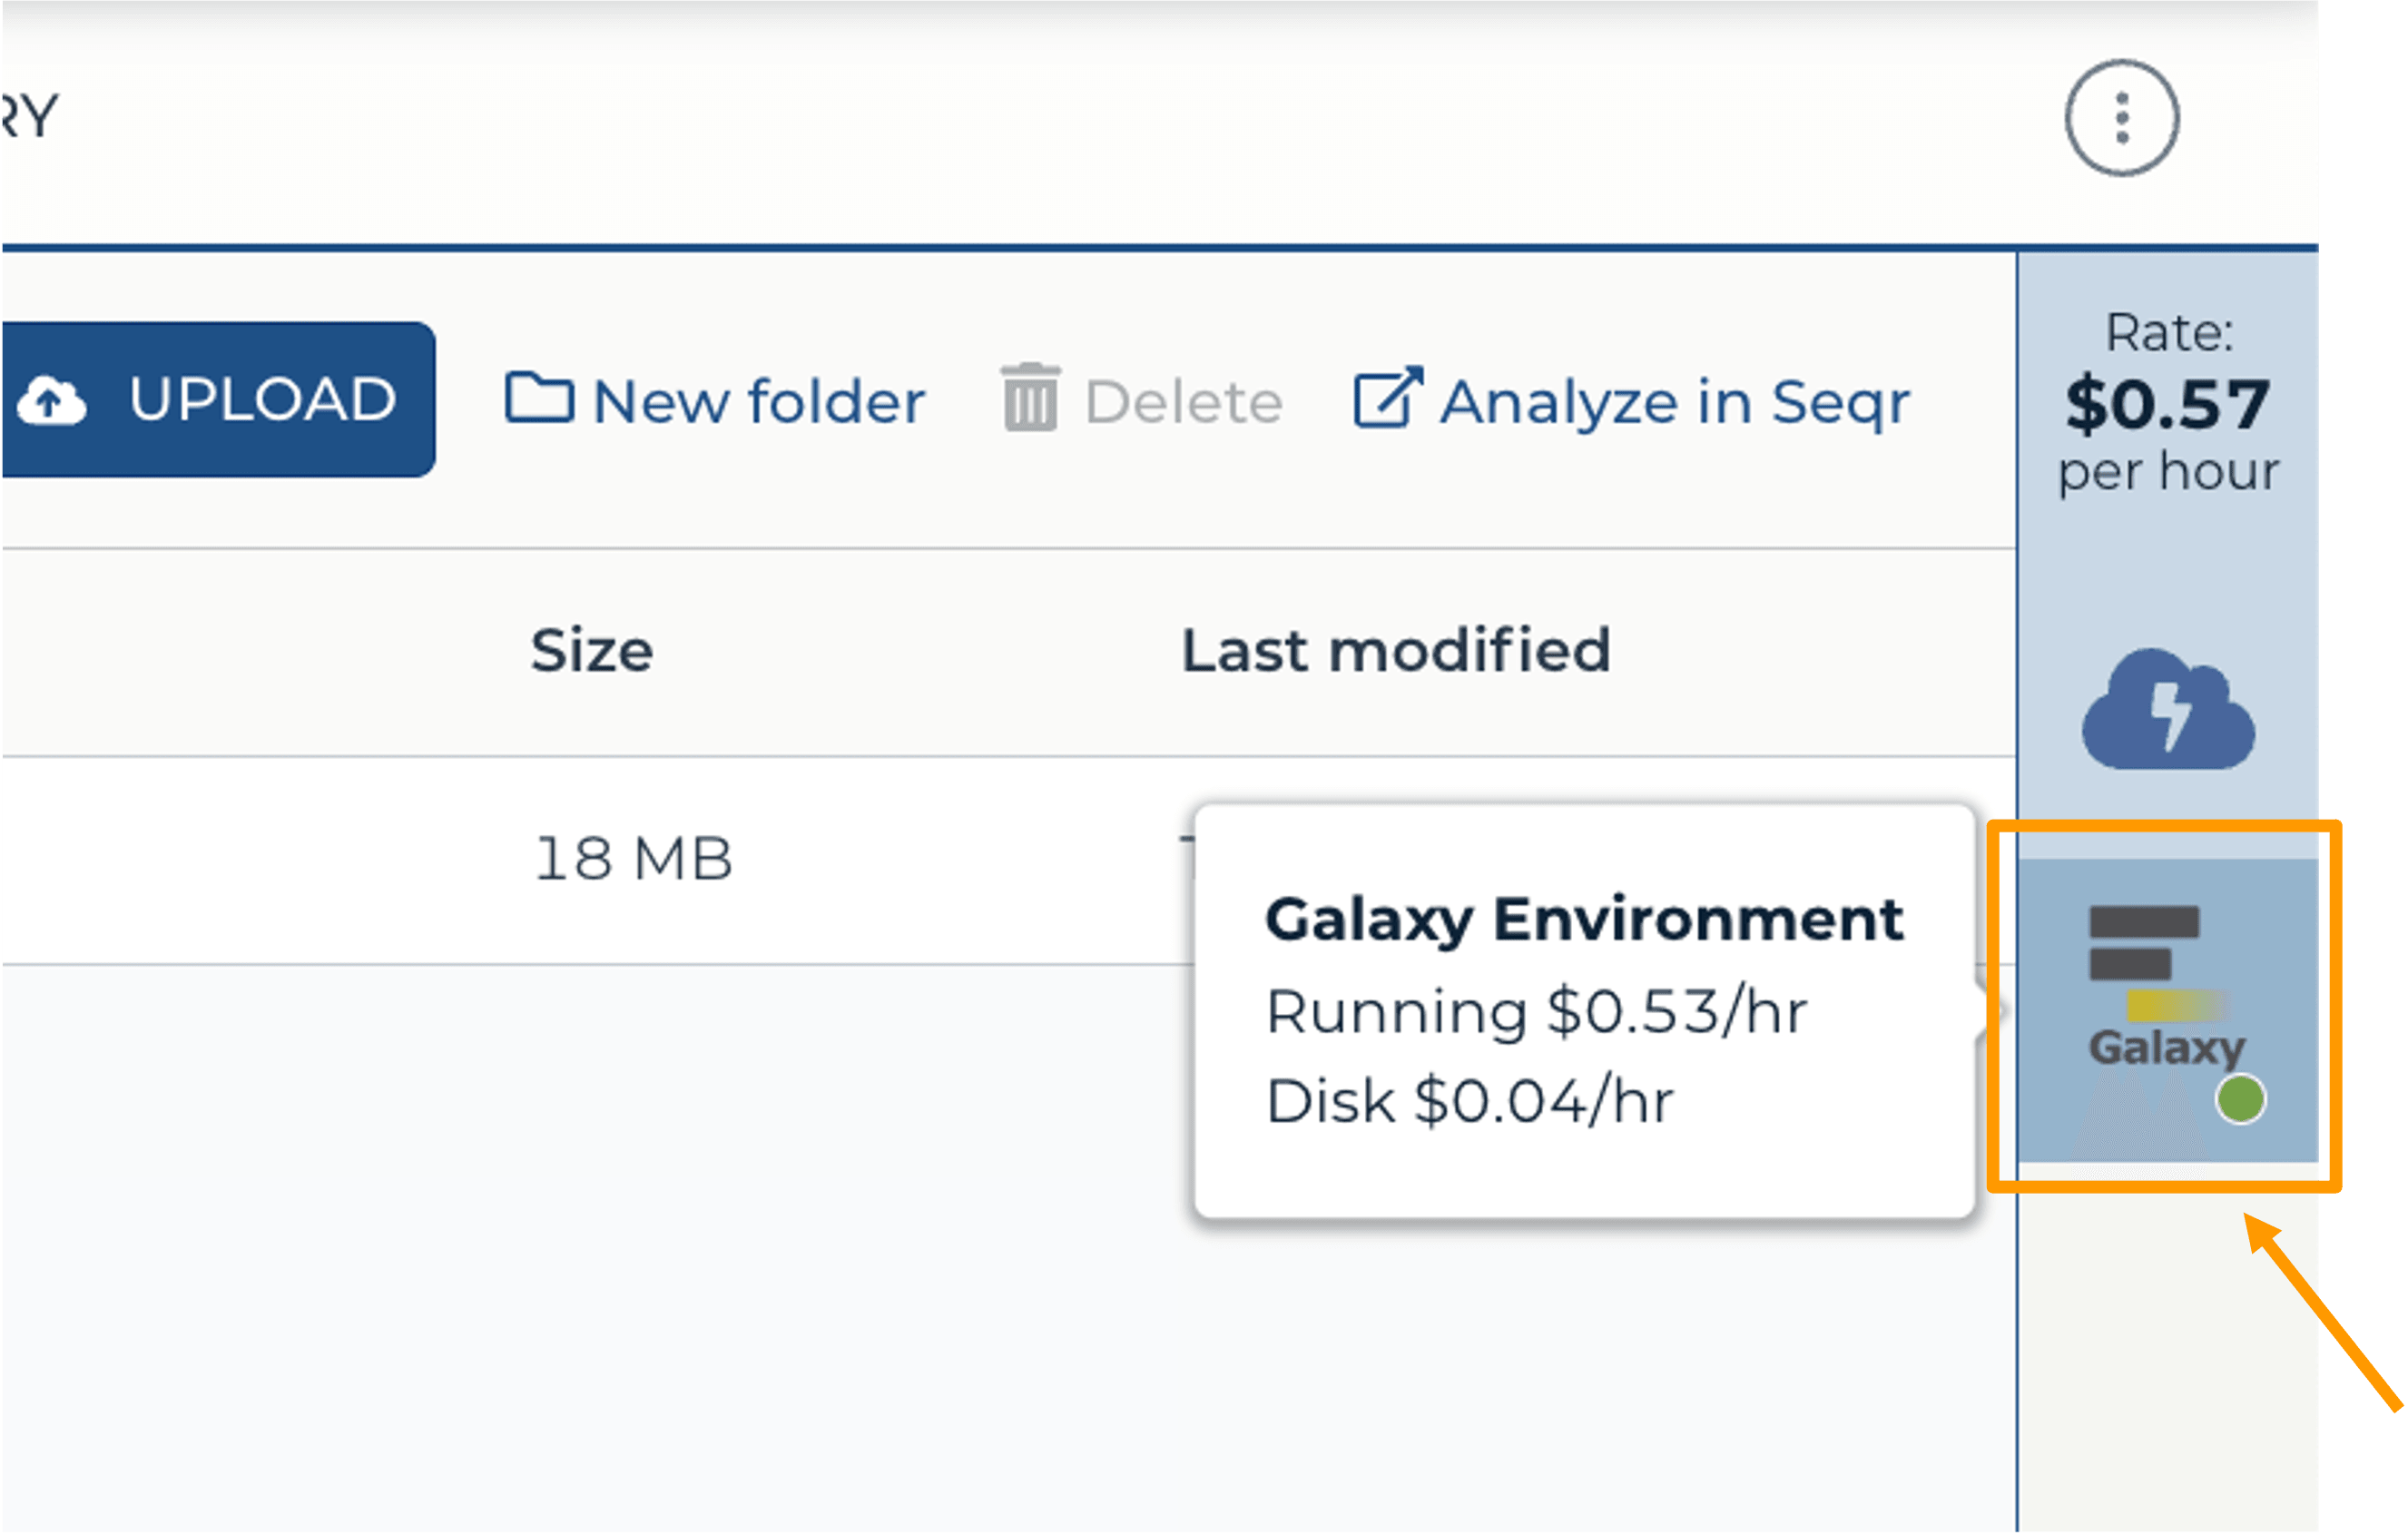 RY
UPLOAD
New folder
Delete
Analyze in Seqr
Rate:
$0.57
per hour
Size
Last modified
18 MB
Galaxy Environment
Running $0.53/hr
Disk $0.04/hr
Galaxy